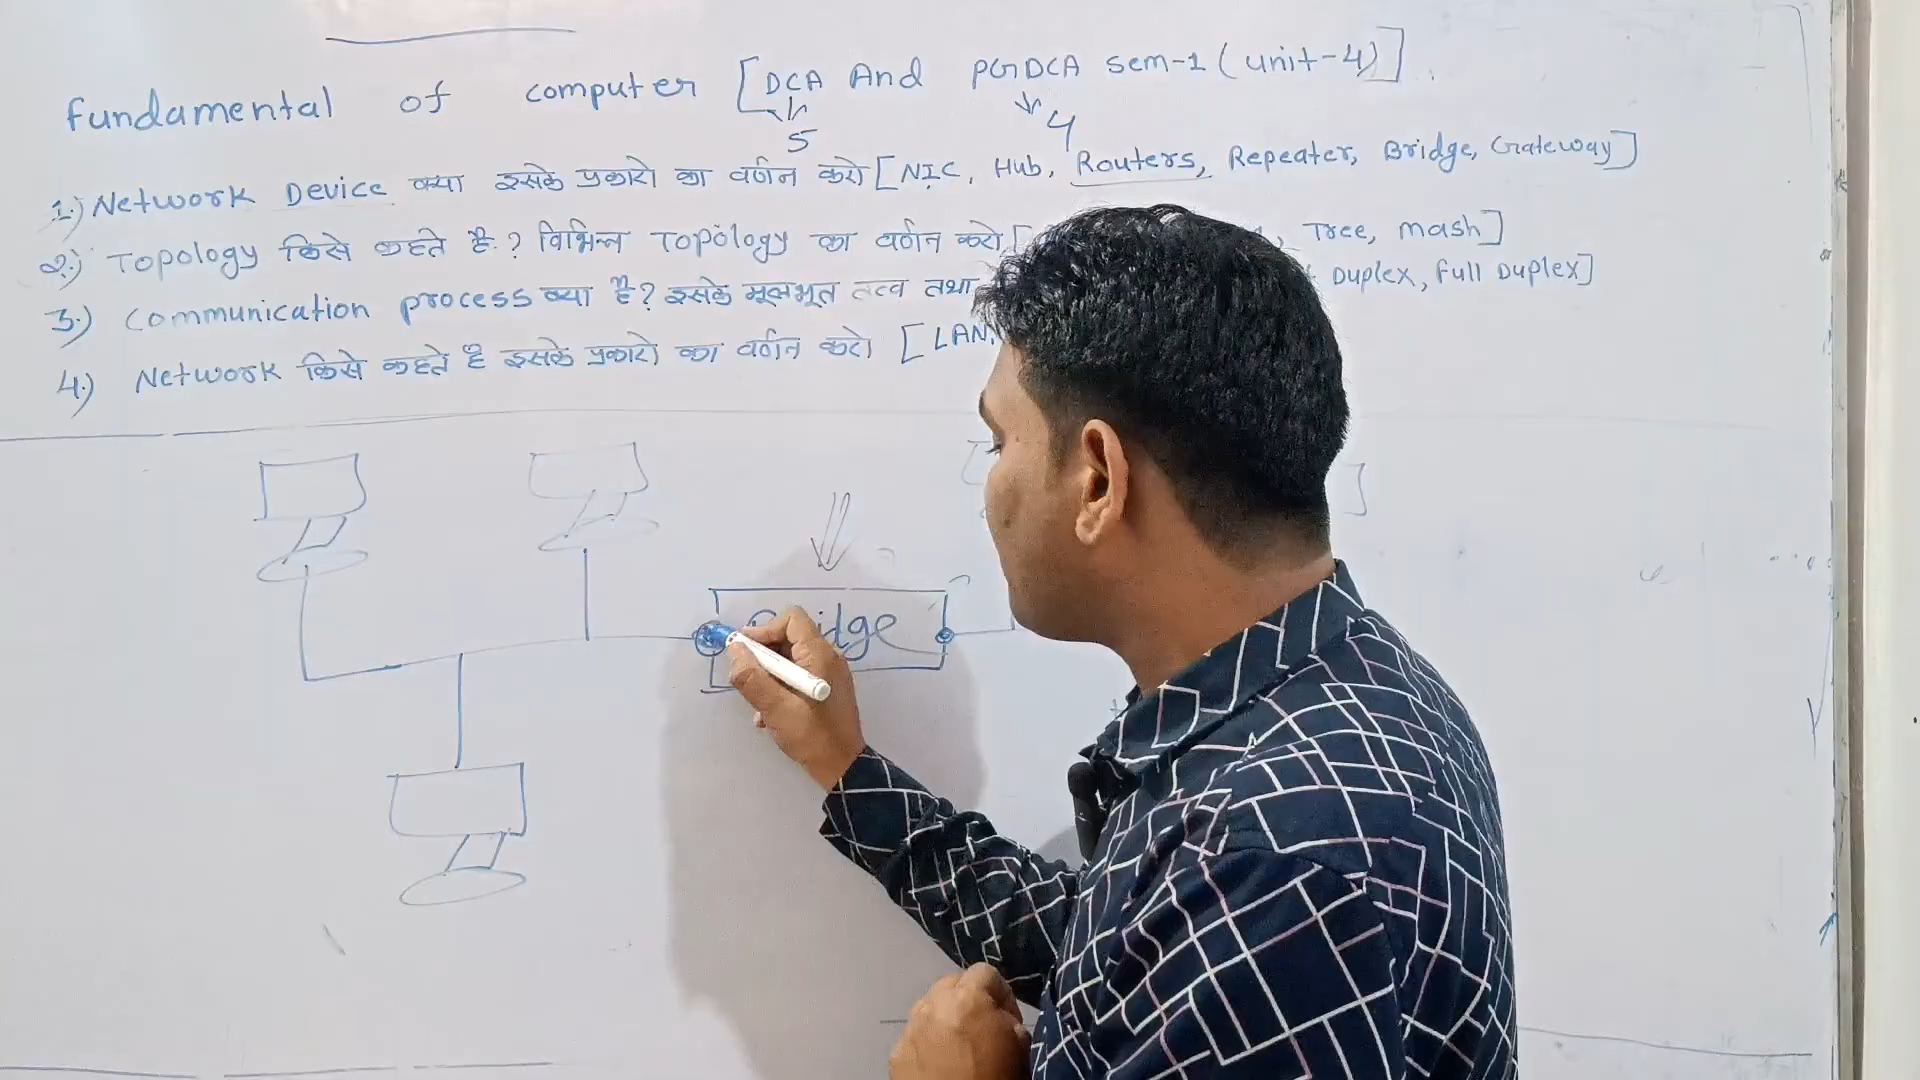 Fundamental of computer [DCA And PGDCA sem-1 (unit-4)]
5 4
1.) Network Device क्या इसके प्रकारो का वर्णन करो [NIC, Hub, Routers, Repeater, Bridge, Gateway]
2.) Topology किसे कहते है ? विभिन्न Topology का वर्णन करो [ Tree, mash]
3.) Communication process क्या है ? इसके मूलभूत तत्व तथा Duplex, Full Duplex]
4.) Network किसे कहते है इसके प्रकारो का वर्णन करो [LAN,
Bridge